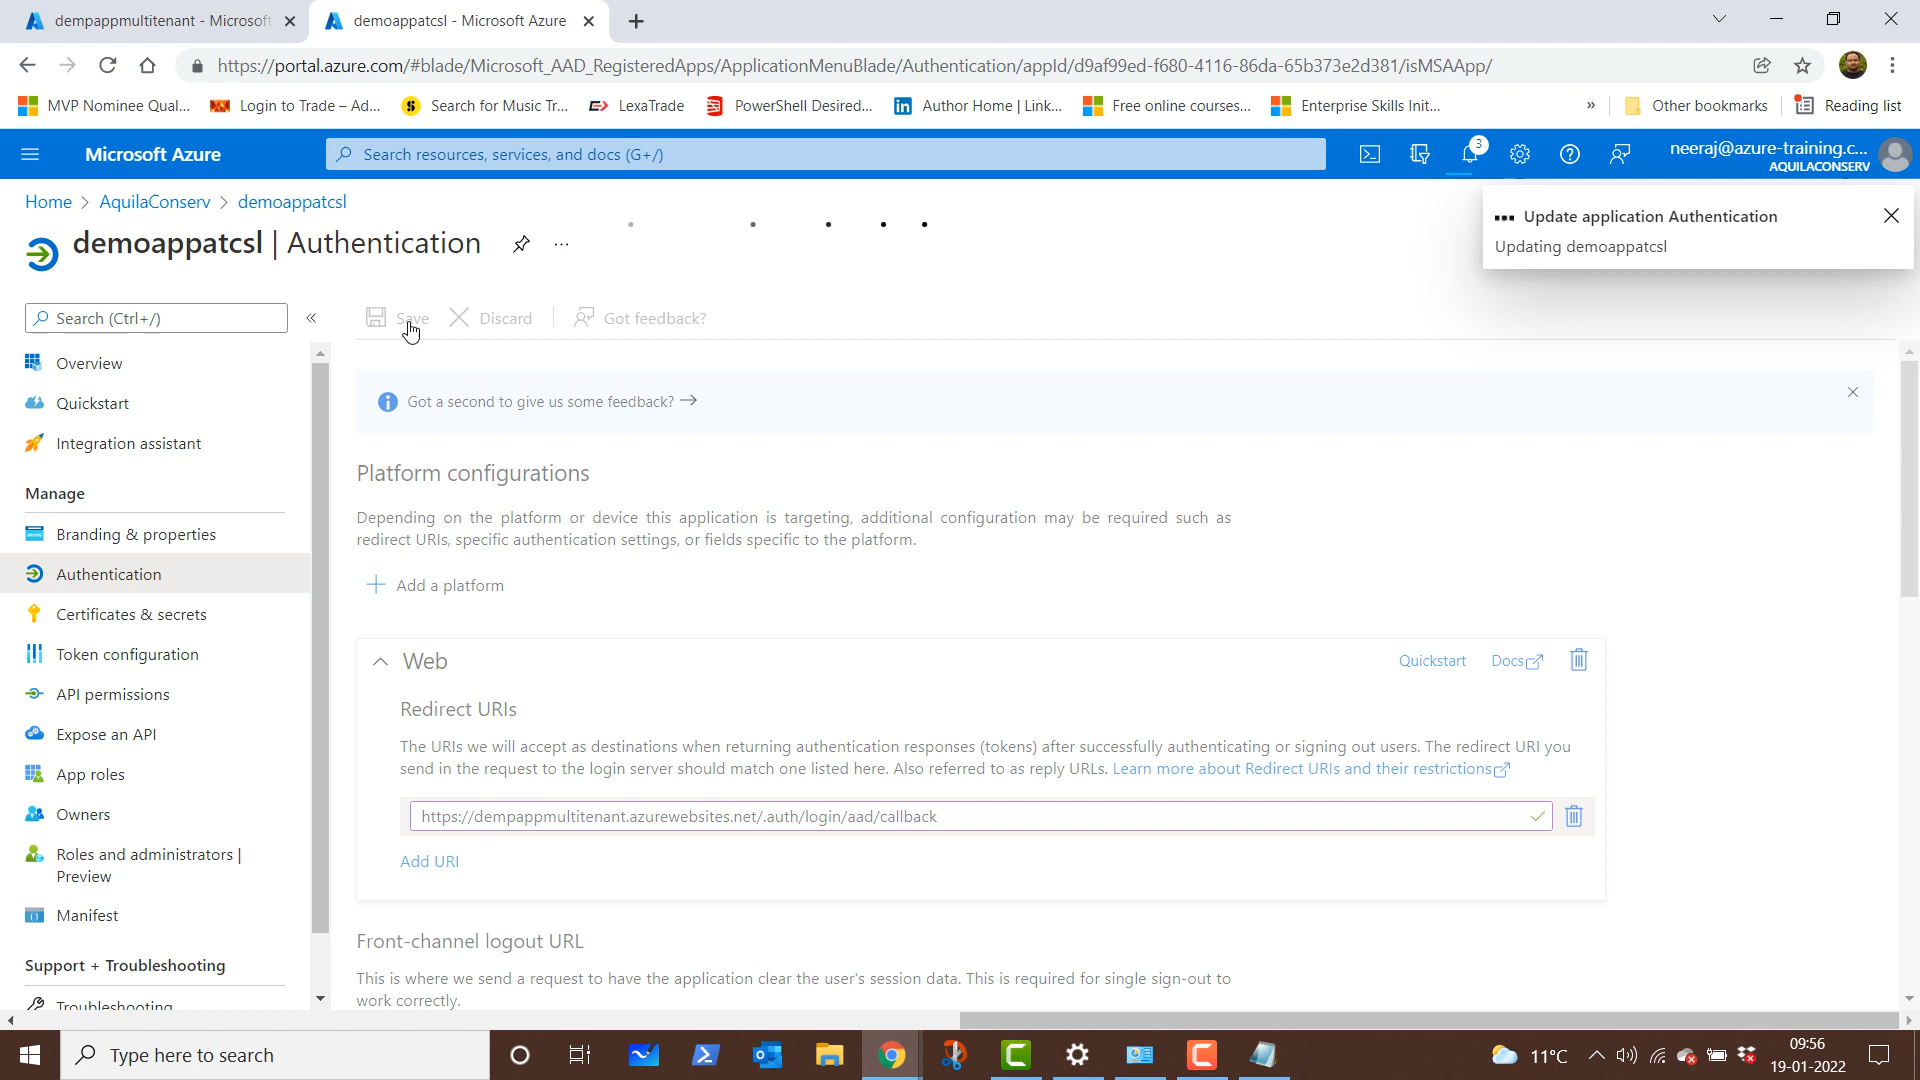 dempappmultitenant - Microsoft
demoappatcsl - Microsoft Azure
https://portal.azure.com/#blade/Microsoft_AAD_RegisteredApps/ApplicationMenuBlade/Authentication/appId/d9af99ed-f680-4116-86da-65b373e2d381/isMSAApp/
MVP Nominee Qual...
Login to Trade – Ad...
Search for Music Tr...
LexaTrade
PowerShell Desired...
Author Home | Link...
Free online courses...
Enterprise Skills Init...
»
Other bookmarks
Reading list
Microsoft Azure
Search resources, services, and docs (G+/)
3
neeraj@azure-training.c...
AQUILACONSERV
Home > AquilaConserv > demoappatcsl
demoappatcsl | Authentication
Update application Authentication
Updating demoappatcsl
Search (Ctrl+/)
«
Save
Discard
Got feedback?
Overview
Quickstart
Integration assistant
Manage
Branding & properties
Authentication
Certificates & secrets
Token configuration
API permissions
Expose an API
App roles
Owners
Roles and administrators |
Preview
Manifest
Support + Troubleshooting
Troubleshooting
Got a second to give us some feedback? →
Platform configurations
Depending on the platform or device this application is targeting, additional configuration may be required such as
redirect URIs, specific authentication settings, or fields specific to the platform.
Add a platform
Web
Quickstart
Docs
Redirect URIs
The URIs we will accept as destinations when returning authentication responses (tokens) after successfully authenticating or signing out users. The redirect URI you
send in the request to the login server should match one listed here. Also referred to as reply URLs. Learn more about Redirect URIs and their restrictions
https://dempappmultitenant.azurewebsites.net/.auth/login/aad/callback
Add URI
Front-channel logout URL
This is where we send a request to have the application clear the user's session data. This is required for single sign-out to
work correctly.
Type here to search
11°C
09:56
19-01-2022